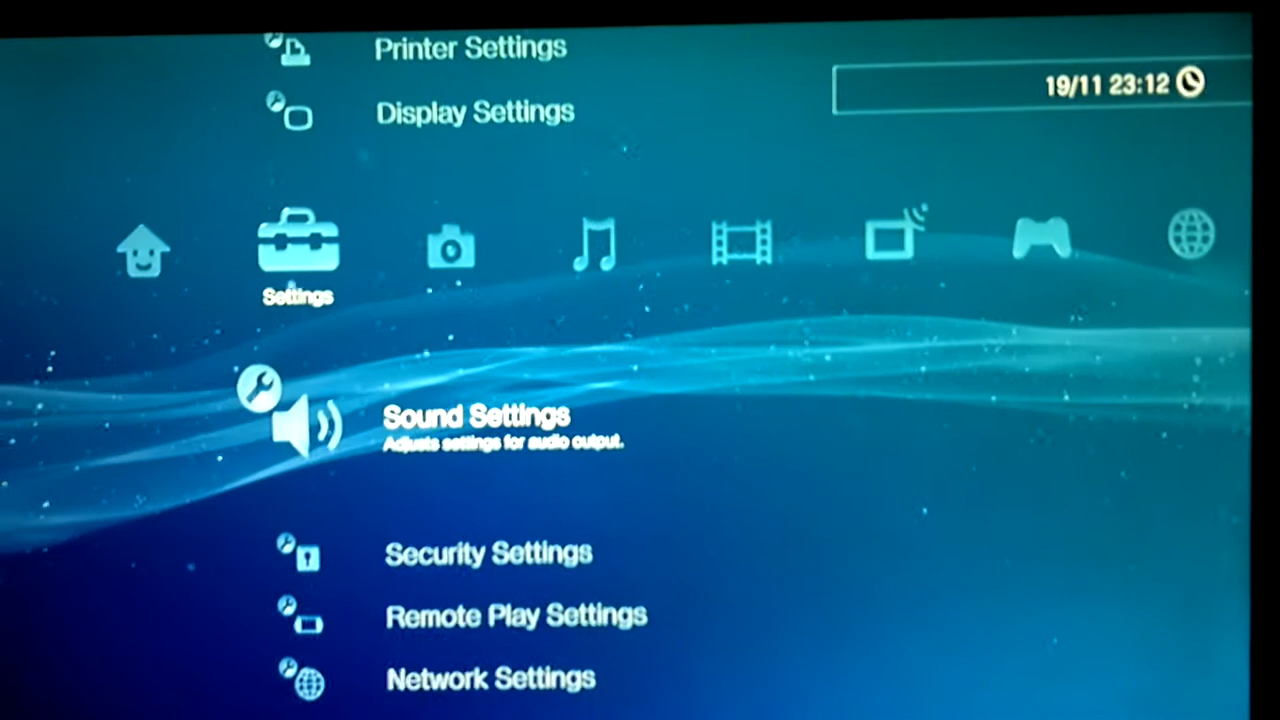 Printer Settings
Display Settings
19/11 23:12
Settings
Sound Settings
Adjusts settings for audio output.
Security Settings
Remote Play Settings
Network Settings